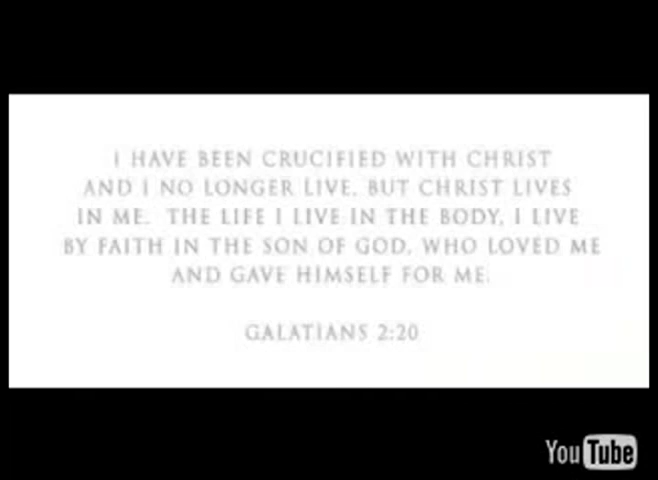 I HAVE BEEN CRUCIFIED WITH CHRIST
AND I NO LONGER LIVE, BUT CHRIST LIVES
IN ME. THE LIFE I LIVE IN THE BODY, I LIVE
BY FAITH IN THE SON OF GOD, WHO LOVED ME
AND GAVE HIMSELF FOR ME.
GALATIANS 2:20
YouTube